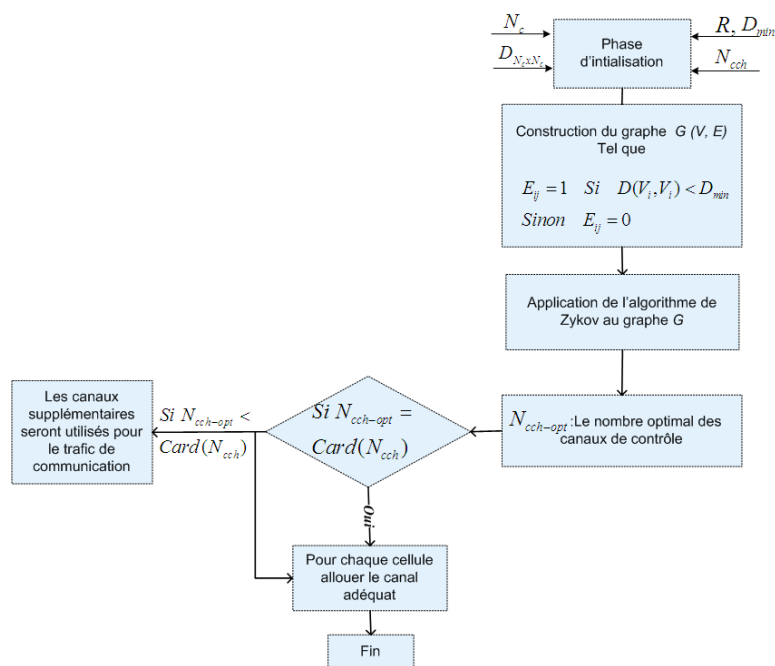 N_c
R, D_min
Phase
d'intialisation
D_{N_c x N_c}
N_cch
Construction du graphe G (V, E)
Tel que
E_ij = 1 Si D(V_i, V_i) < D_min
Sinon E_ij = 0
Application de l'algorithme de
Zykov au graphe G
N_cch-opt :Le nombre optimal des
canaux de contrôle
Si N_cch-opt =
Card(N_cch)
Si N_cch-opt <
Card(N_cch)
Les canaux
supplémentaires
seront utilisés pour
le trafic de
communication
Oui
Pour chaque cellule
allouer le canal
adéquat
Fin